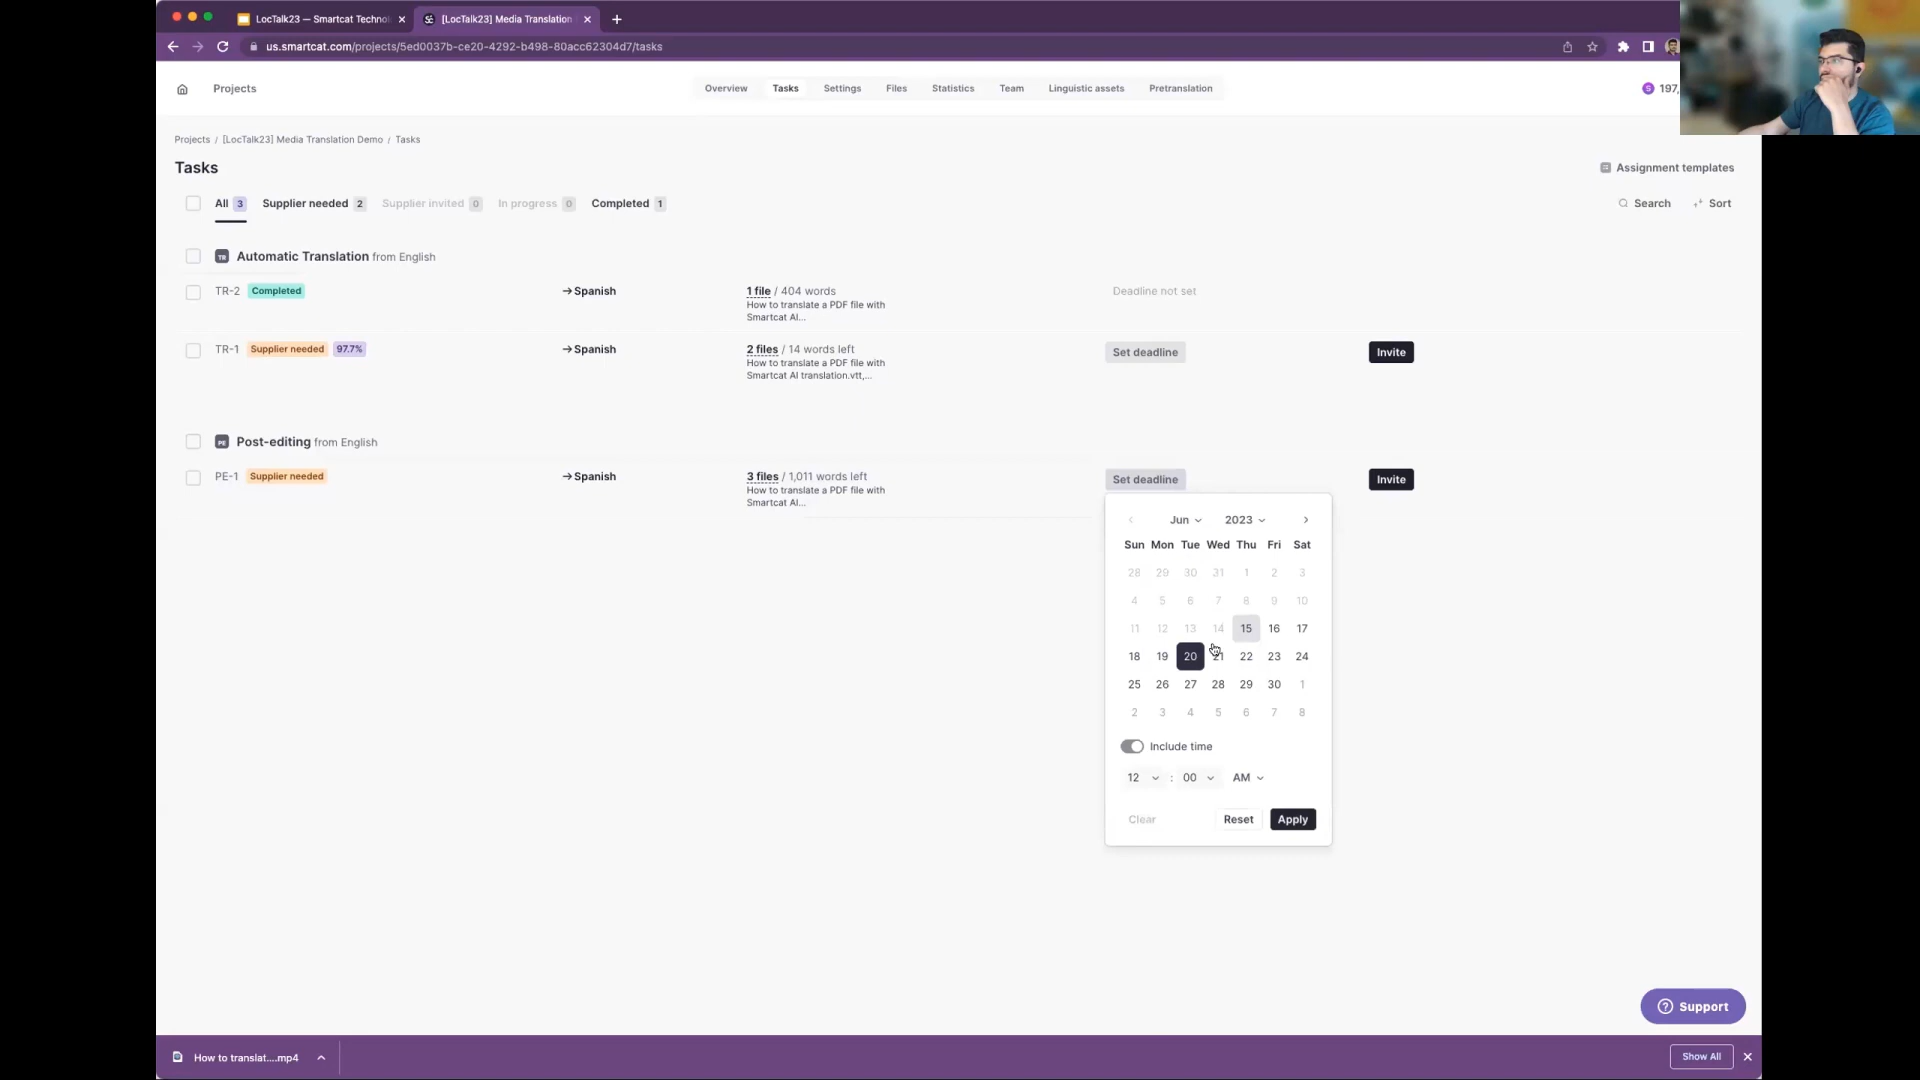 LocTalk23 — Smartcat Technol
[LocTalk23] Media Translation
us.smartcat.com/projects/5ed0037b-ce20-4292-b498-80acc62304d7/tasks
Projects
Overview Tasks Settings Files Statistics Team Linguistic assets Pretranslation
S 197,
Projects / [LocTalk23] Media Translation Demo / Tasks
Tasks
Assignment templates
All 3 Supplier needed 2 Supplier invited 0 In progress 0 Completed 1
Search Sort
TR Automatic Translation from English
TR-2 Completed → Spanish 1 file / 404 words Deadline not set
How to translate a PDF file with
Smartcat AI...
TR-1 Supplier needed 97.7% → Spanish 2 files / 14 words left Set deadline Invite
How to translate a PDF file with
Smartcat AI translation.vtt,...
PE Post-editing from English
PE-1 Supplier needed → Spanish 3 files / 1,011 words left Set deadline Invite
How to translate a PDF file with
Smartcat AI...
Jun 2023
Sun Mon Tue Wed Thu Fri Sat
28 29 30 31 1 2 3
4 5 6 7 8 9 10
11 12 13 14 15 16 17
18 19 20 21 22 23 24
25 26 27 28 29 30 1
2 3 4 5 6 7 8
Include time
12 : 00 AM
Clear Reset Apply
Support
How to translat....mp4
Show All